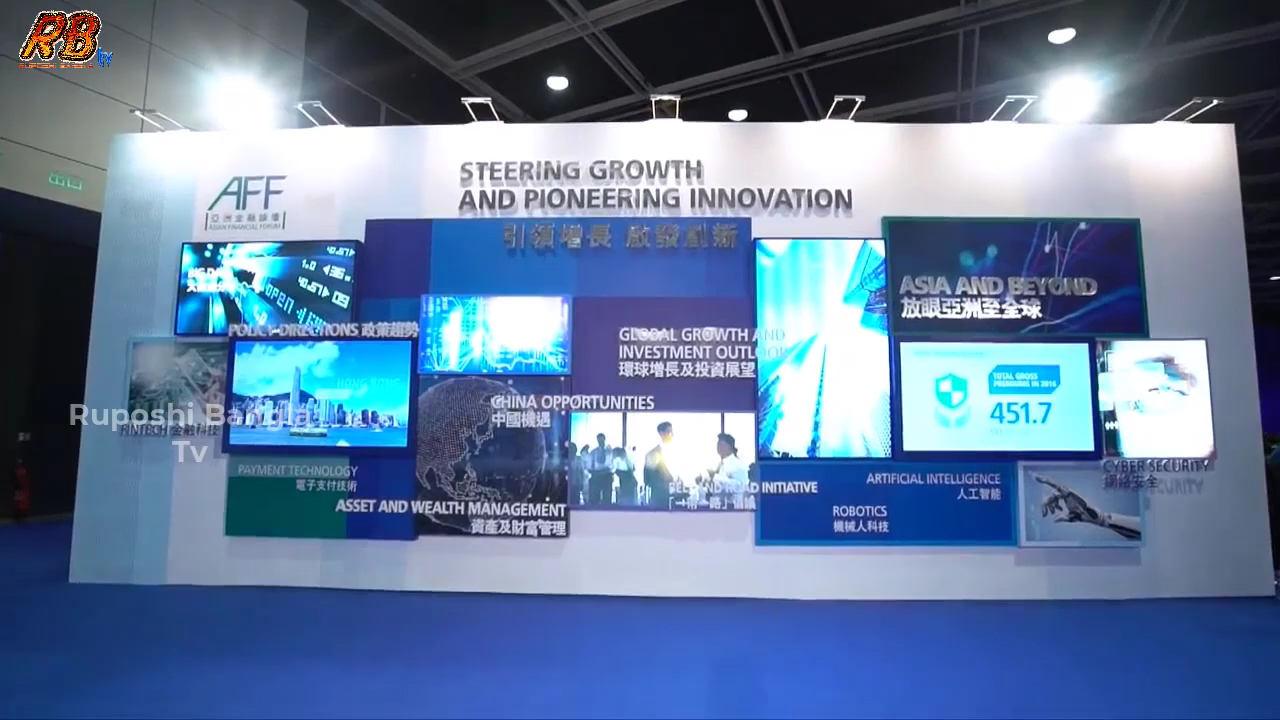 RB
tv
STEERING GROWTH
AND PIONEERING INNOVATION
引領增長 啟發創新
AFF
亞洲金融論壇
ASIAN FINANCIAL FORUM
ASIA AND BEYOND
放眼亞洲至全球
POLICY DIRECTIONS 政策趨勢
GLOBAL GROWTH AND
INVESTMENT OUTLOOK
環球增長及投資展望
HONG KONG
TOTAL GROSS
PREMIUMS IN 2016
451.7
CHINA OPPORTUNITIES
中國機遇
Ruposhi Bangla
Tv
FINTECH 金融科技
PAYMENT TECHNOLOGY
電子支付技術
BELT AND ROAD INITIATIVE
「一帶一路」倡議
ARTIFICIAL INTELLIGENCE
人工智能
CYBER SECURITY
網絡安全
ASSET AND WEALTH MANAGEMENT
資產及財富管理
ROBOTICS
機械人科技